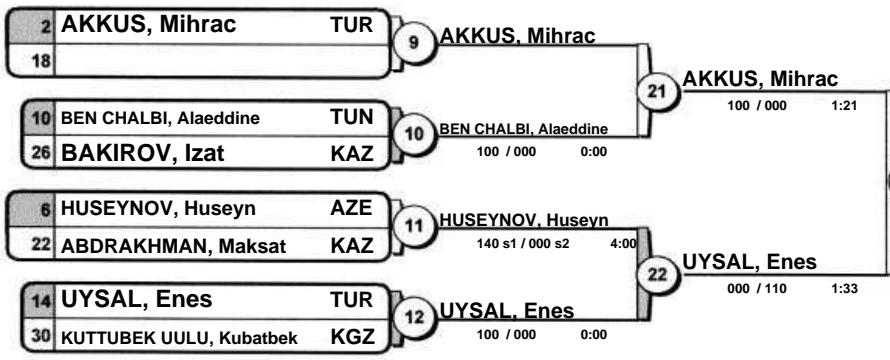 2 AKKUS, Mihrac TUR
18
9 AKKUS, Mihrac
10 BEN CHALBI, Alaeddine TUN
26 BAKIROV, Izat KAZ
10 BEN CHALBI, Alaeddine
100 / 000 0:00
21 AKKUS, Mihrac
100 / 000 1:21
6 HUSEYNOV, Huseyn AZE
22 ABDRAKHMAN, Maksat KAZ
11 HUSEYNOV, Huseyn
140 s1 / 000 s2 4:00
14 UYSAL, Enes TUR
30 KUTTUBEK UULU, Kubatbek KGZ
12 UYSAL, Enes
100 / 000 0:00
22 UYSAL, Enes
000 / 110 1:33